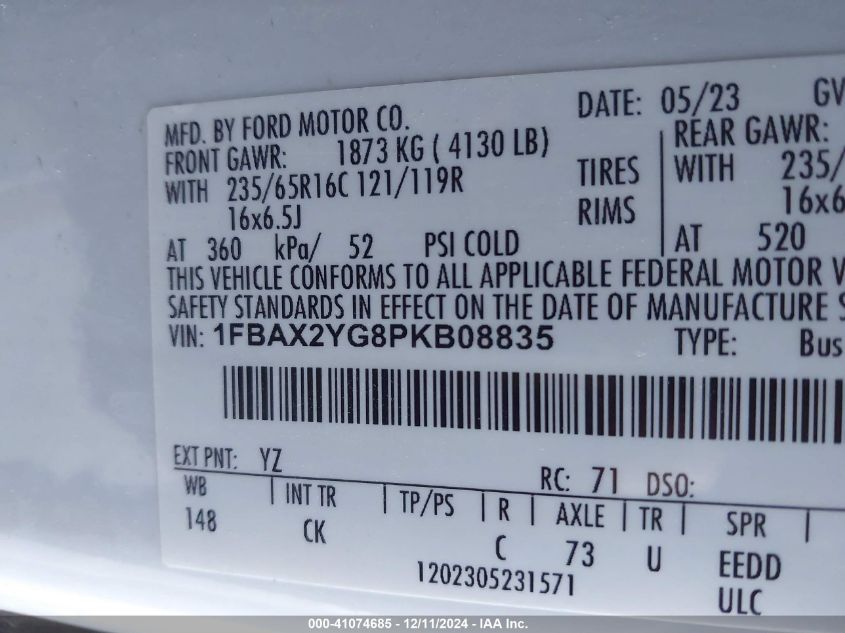 MFD. BY FORD MOTOR CO. DATE: 05/23 GV
FRONT GAWR: 1873 KG ( 4130 LB) REAR GAWR:
WITH 235/65R16C 121/119R TIRES WITH 235/
16x6.5J RIMS 16x6
AT 360 kPa/ 52 PSI COLD AT 520
THIS VEHICLE CONFORMS TO ALL APPLICABLE FEDERAL MOTOR V
SAFETY STANDARDS IN EFFECT ON THE DATE OF MANUFACTURE S
VIN: 1FBAX2YG8PKB08835 TYPE: Bus
EXT PNT: YZ RC: 71 DSO:
WB INT TR TP/PS R AXLE TR SPR
148 CK C 73 U EEDD
1202305231571 ULC
000-41074685 - 12/11/2024 - IAA Inc.